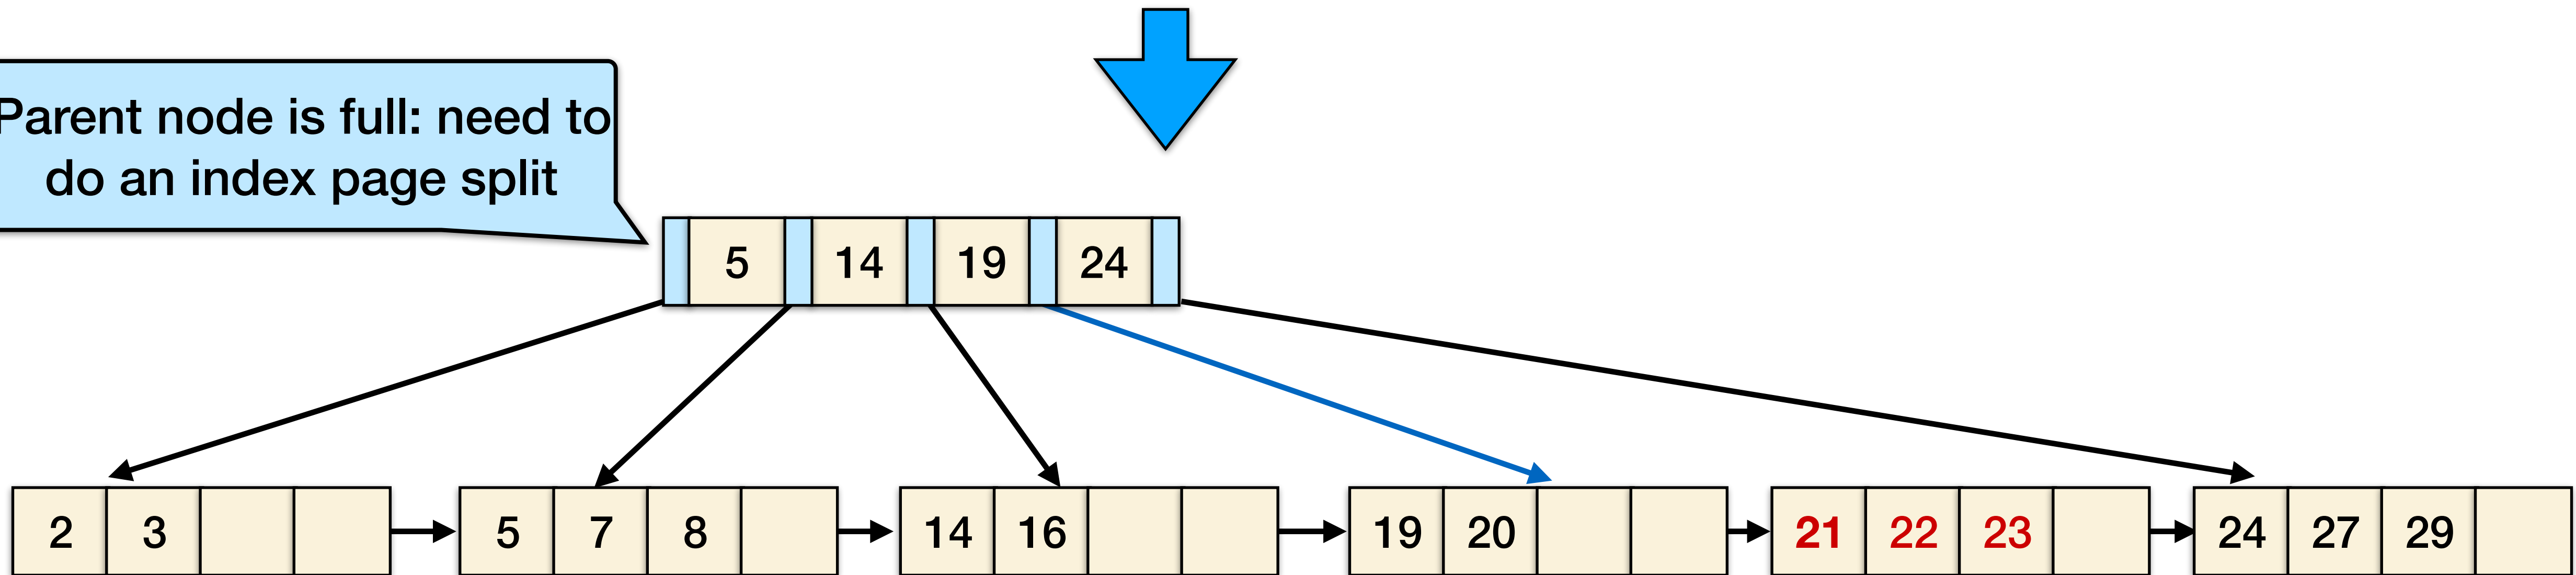 Parent node is full: need to
do an index page split
5 14 19 24
2 3 5 7 8 14 16 19 20 21 22 23 24 27 29